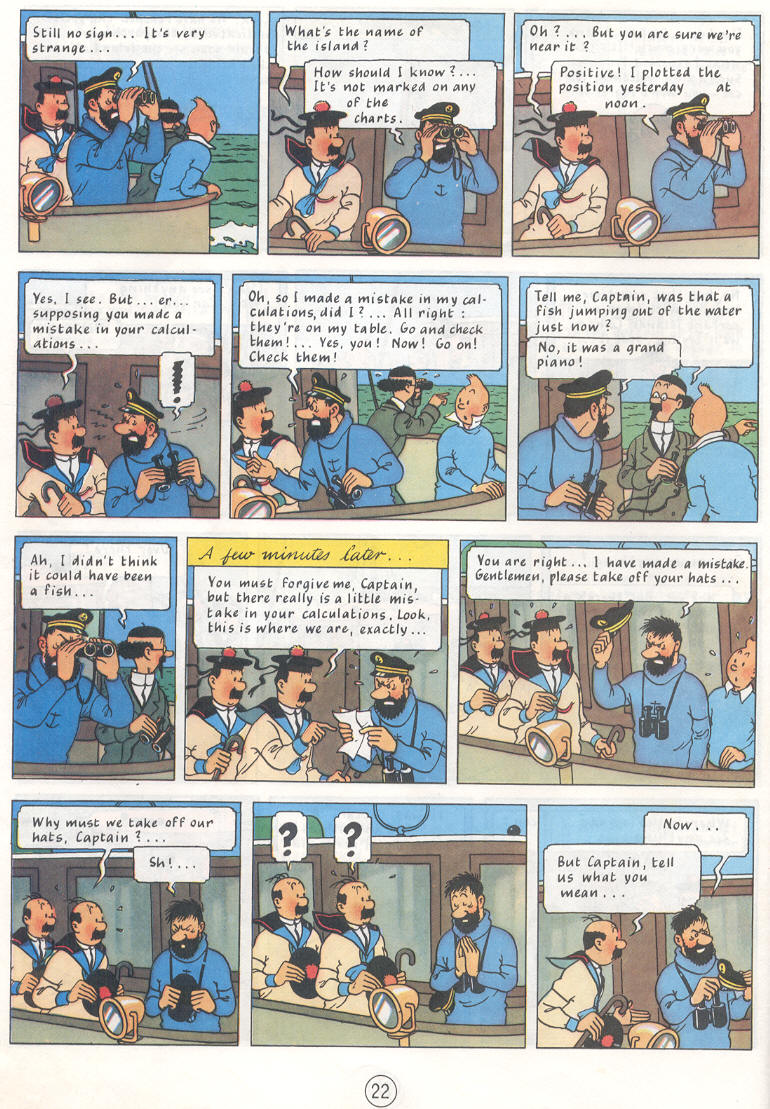 Still no sign... It's very
strange...
What's the name of
the island?
How should I know?...
It's not marked on any
of the
charts.
Oh?... But you are sure we're
near it?
Positive! I plotted the
position yesterday at
noon.
Yes, I see. But... er...
supposing you made a
mistake in your calcul-
ations...
!
Oh, so I made a mistake in my cal-
culations, did I?... All right:
they're on my table. Go and check
them!... Yes, you! Now! Go on!
Check them!
Tell me, Captain, was that a
fish jumping out of the water
just now?
No, it was a grand
piano!
Ah, I didn't think
it could have been
a fish...
A few minutes later...
You must forgive me, Captain,
but there really is a little mis-
take in your calculations. Look,
this is where we are, exactly...
You are right... I have made a mistake.
Gentlemen, please take off your hats...
Why must we take off our
hats, Captain?...
Sh!...
?
?
Now...
But Captain, tell
us what you
mean...
22